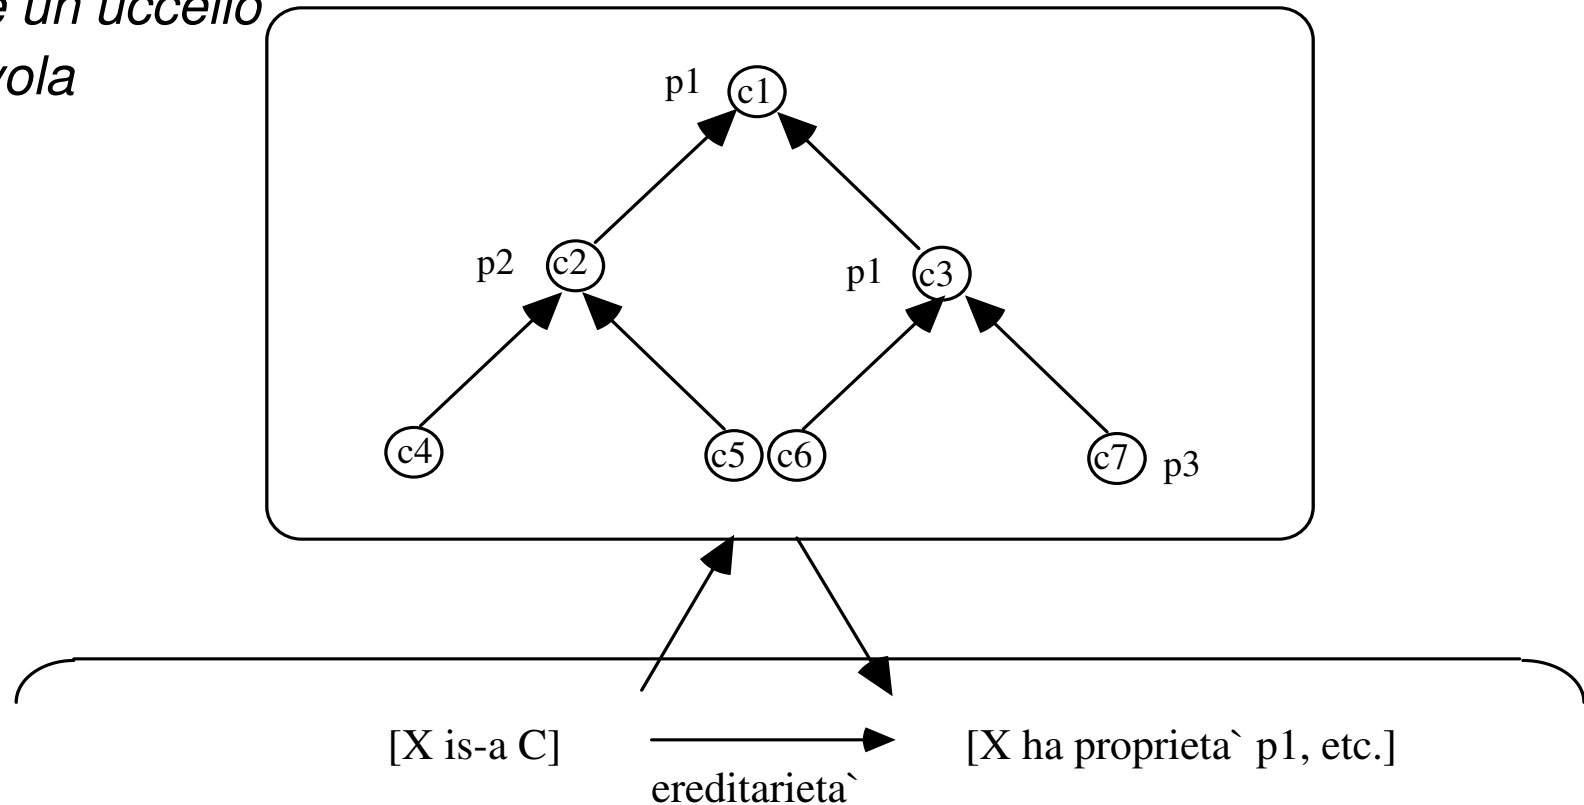 un uccello
p1 c1
p2 c2 p1 c3
c4 c5 c6 c7 p3
[X is-a C] [X ha proprieta` p1, etc.]
ereditarieta`